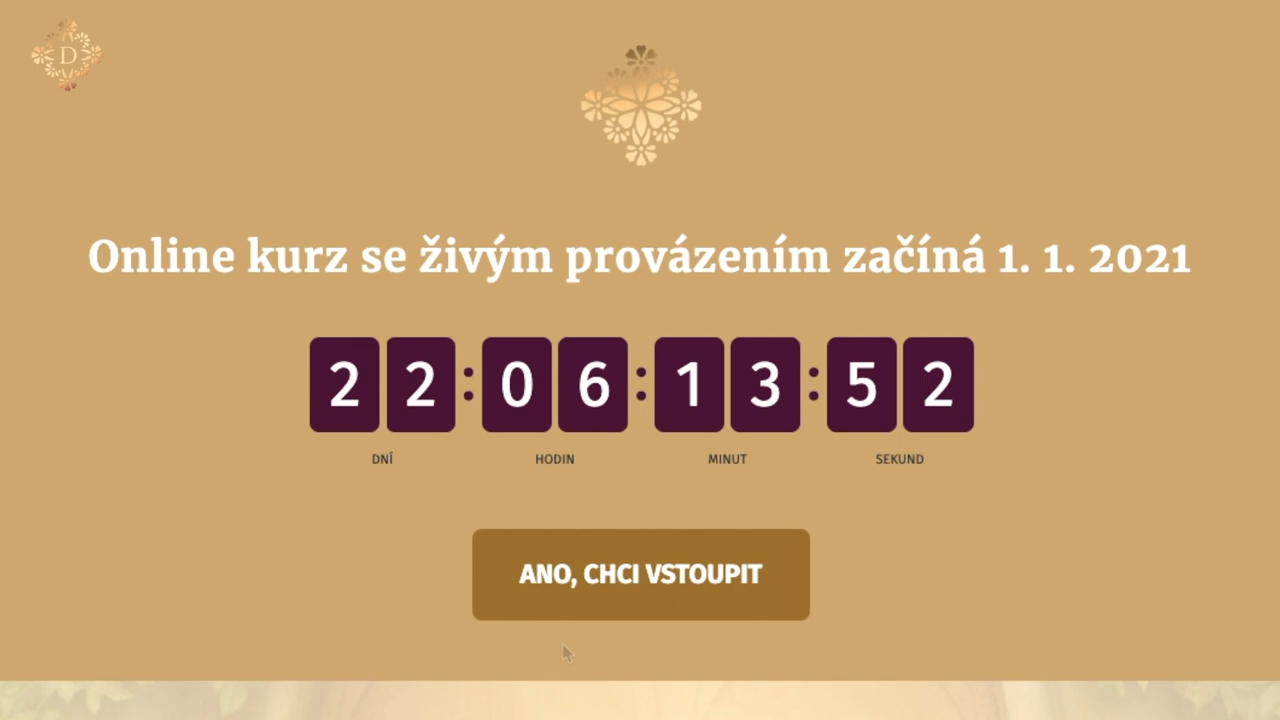 D
Online kurz se živým provázením začíná 1. 1. 2021
22:06:13:52
DNÍ HODIN MINUT SEKUND
ANO, CHCI VSTOUPIT